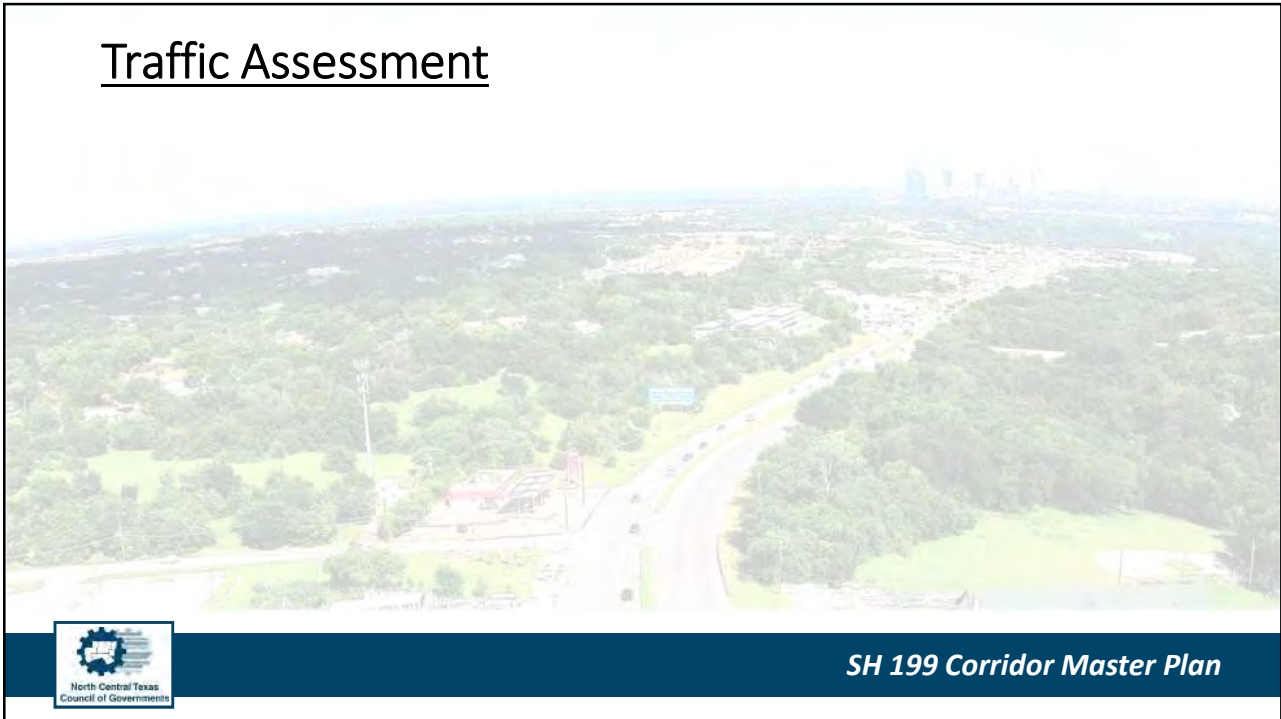 Traffic Assessment
North Central Texas
Council of Governments
SH 199 Corridor Master Plan